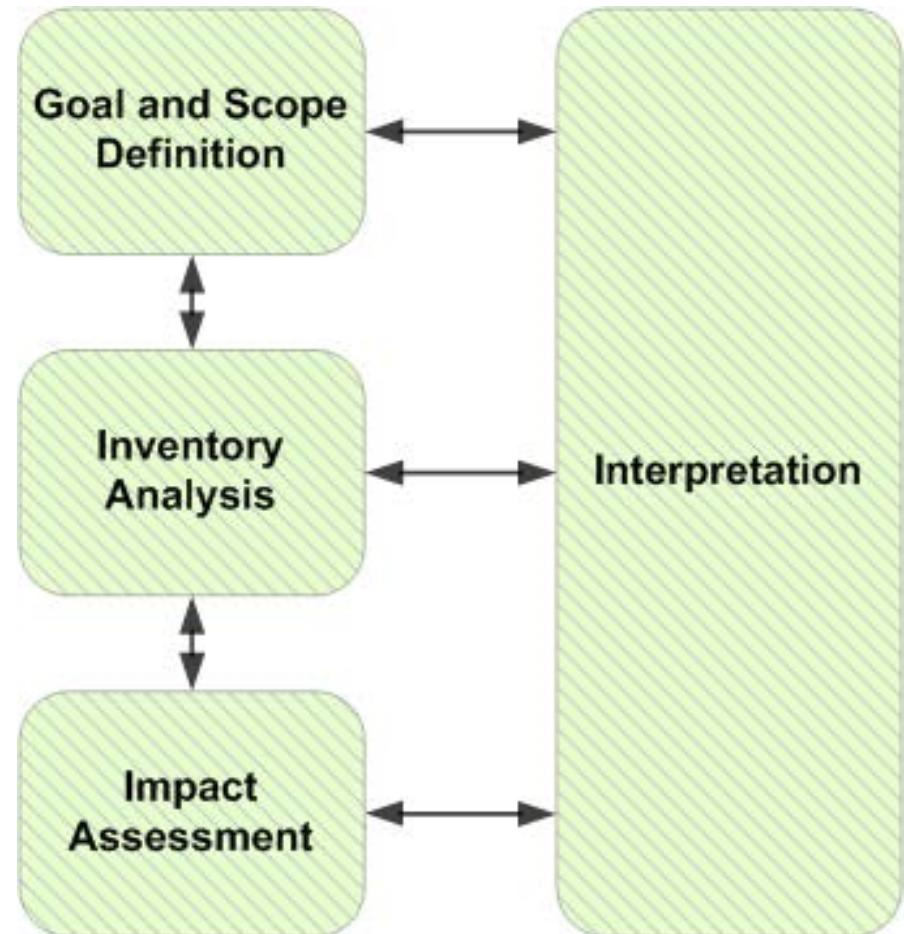 Goal and Scope
Definition
Inventory
Analysis
Interpretation
Impact
Assessment